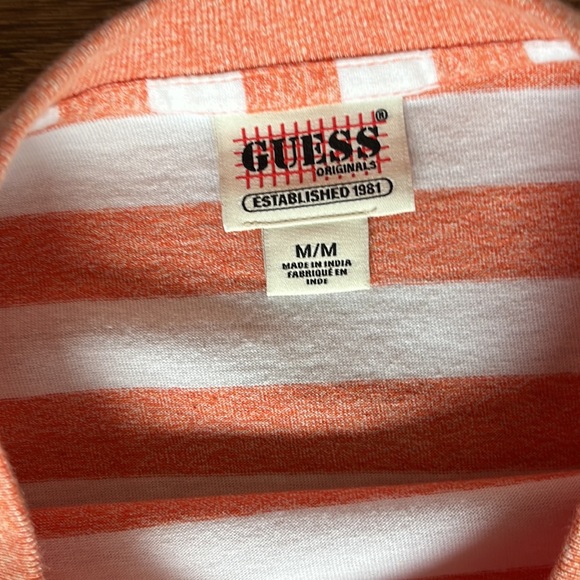 GUESS®
ORIGINALS
ESTABLISHED 1981
M/M
MADE IN INDIA
FABRIQUÉ EN
INDE